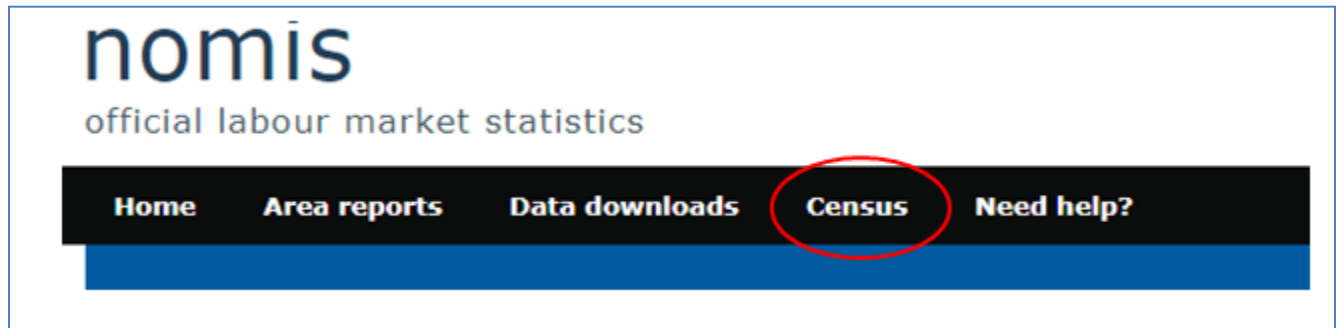 nomis
official labour market statistics
Home Area reports Data downloads Census Need help?